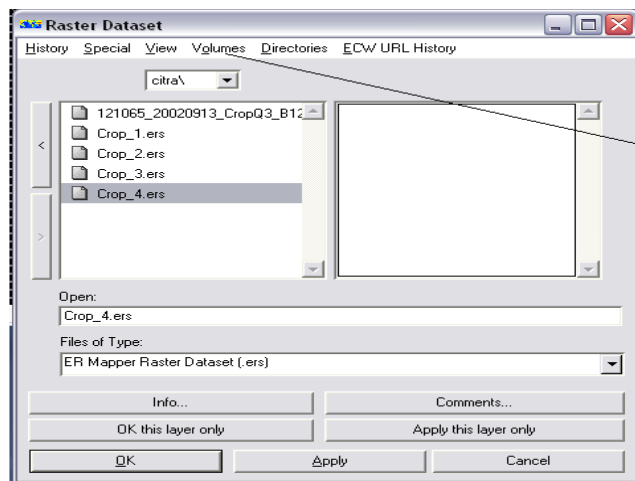 Raster Dataset
History Special View Volumes Directories ECW URL History
citra\
121065_20020913_CropQ3_B12
Crop_1.ers
<
Crop_2.ers
Crop_3.ers
Crop_4.ers
>
Open:
Crop_4.ers
Files of Type:
ER Mapper Raster Dataset (.ers)
Info... Comments...
OK this layer only Apply this layer only
OK Apply Cancel